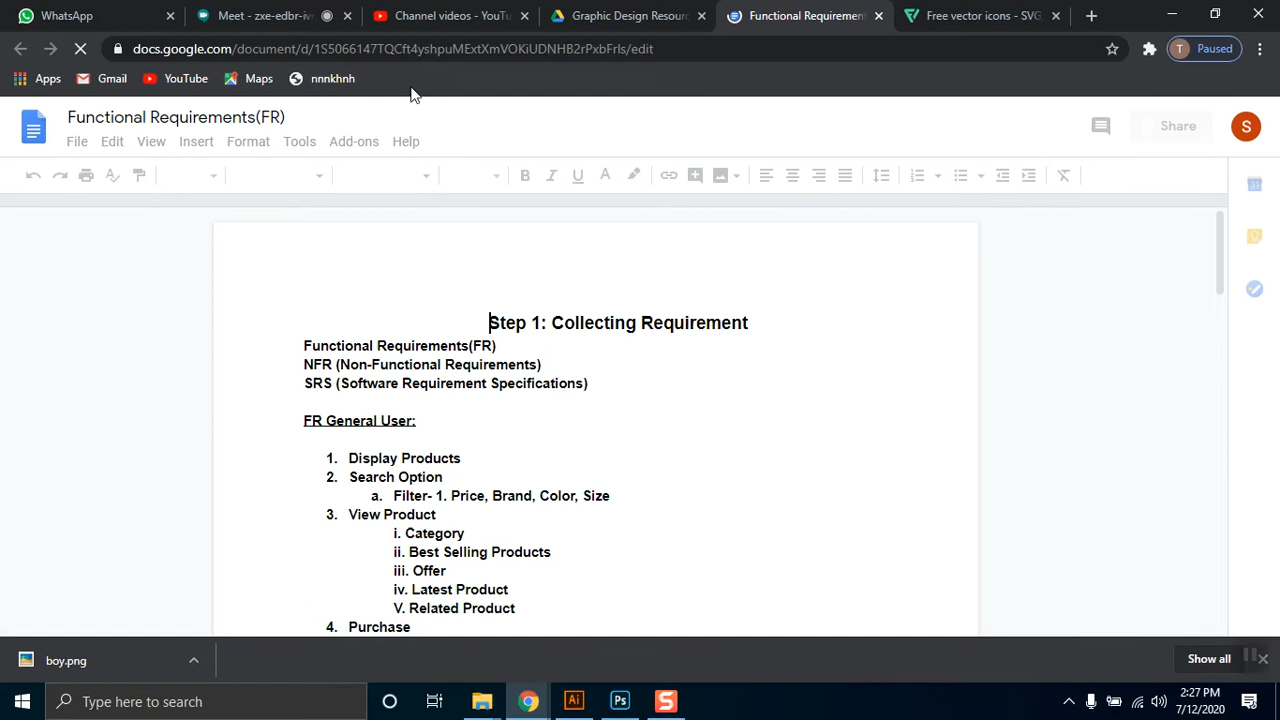 WhatsApp
Meet - zxe-edbr-iv
Channel videos - YouTu
Graphic Design Resour
Functional Requirement
Free vector icons - SVG,
docs.google.com/document/d/1S5066147TQCft4yshpuMExtXmVOKiUDNHB2rPxbFrls/edit
T
Paused
Apps
Gmail
YouTube
Maps
nnnkhnh
Functional Requirements(FR)
Share
S
File Edit View Insert Format Tools Add-ons Help
Step 1: Collecting Requirement
Functional Requirements(FR)
NFR (Non-Functional Requirements)
SRS (Software Requirement Specifications)
FR General User:
1. Display Products
2. Search Option
a. Filter- 1. Price, Brand, Color, Size
3. View Product
i. Category
ii. Best Selling Products
iii. Offer
iv. Latest Product
V. Related Product
4. Purchase
boy.png
Show all
Type here to search
Ai
Ps
S
2:27 PM
7/12/2020